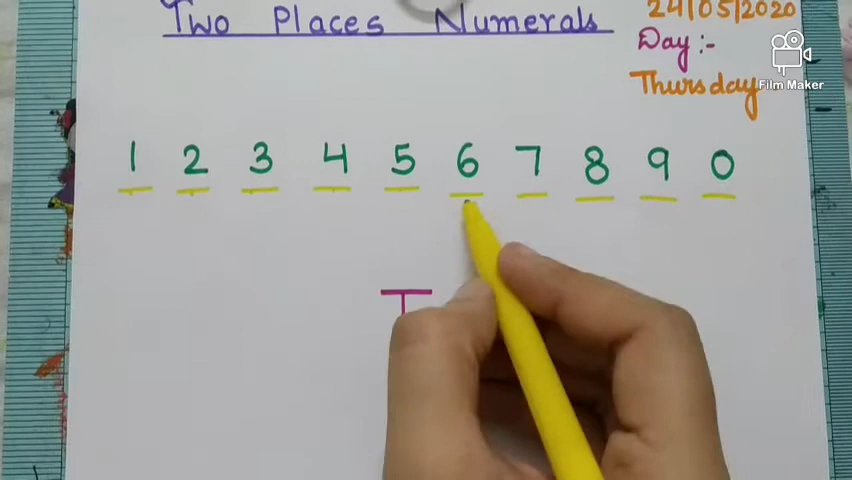 Two Places Numerals
24/05/2020
Day :-
Thursday
Film Maker
1 2 3 4 5 6 7 8 9 0
T